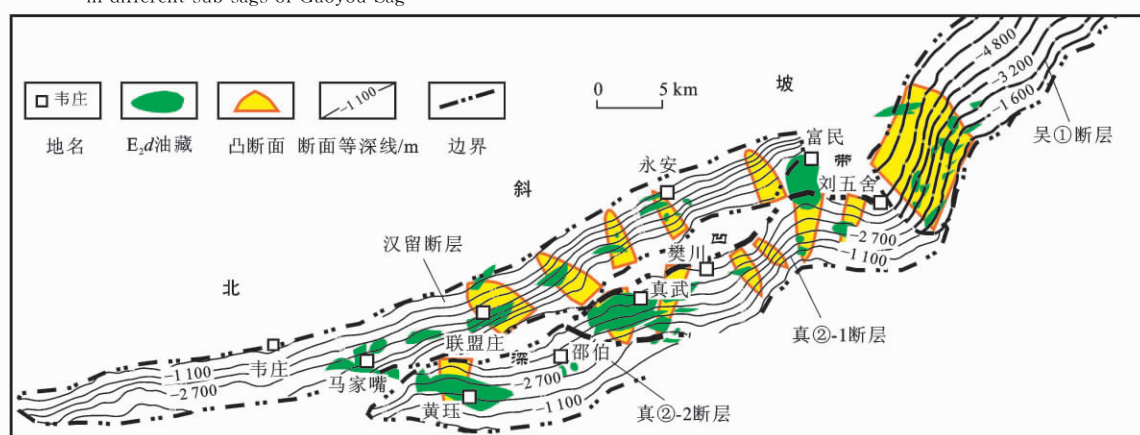 in different sub-sags of Gaoyou Sag
韦庄
-1 100
地名
E₂d油藏
凸断面
断面等深线/m
边界
0 5 km
坡
-4 800
-3 200
-1 600
吴①断层
富民
带
刘五舍
永安
斜
-2 700
-1 100
凹
樊川
汉留断层
真武
北
真②-1断层
联盟庄
深
邵伯
韦庄
-1 100
-2 700
马家嘴
-2 700
黄珏
-1 100
真②-2断层